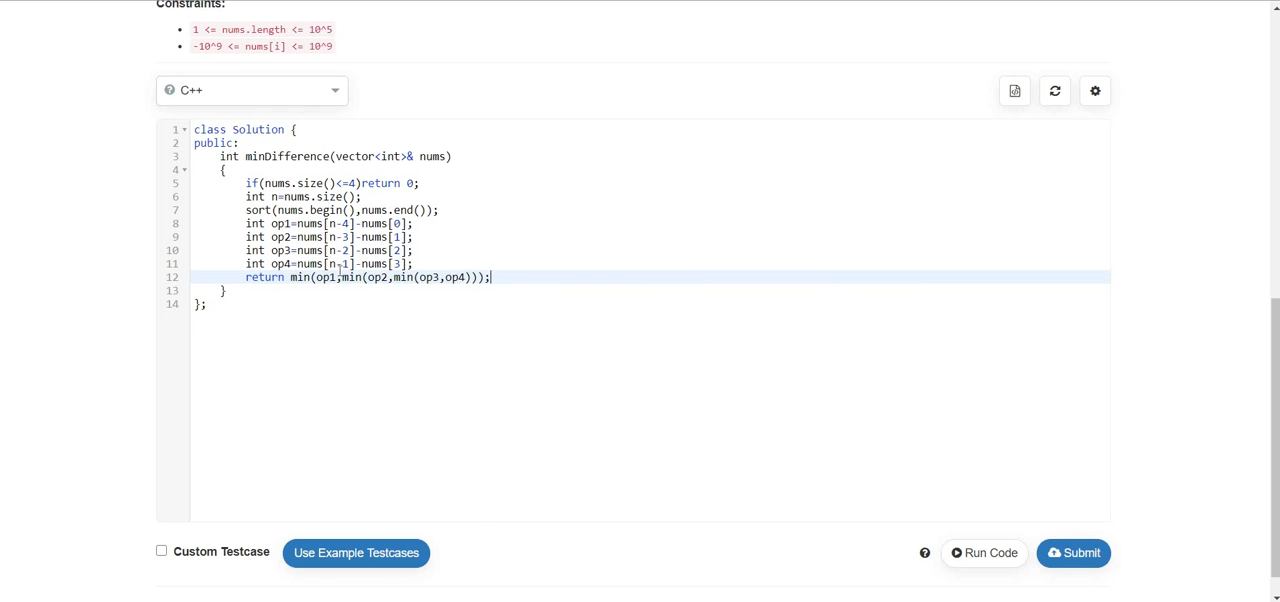 Constraints:
1 <= nums.length <= 10^5
-10^9 <= nums[i] <= 10^9
C++
1 class Solution {
2 public:
3 int minDifference(vector<int>& nums)
4 {
5 if(nums.size()<=4)return 0;
6 int n=nums.size();
7 sort(nums.begin(),nums.end());
8 int op1=nums[n-4]-nums[0];
9 int op2=nums[n-3]-nums[1];
10 int op3=nums[n-2]-nums[2];
11 int op4=nums[n-1]-nums[3];
12 return min(op1,min(op2,min(op3,op4)));
13 }
14 };
Custom Testcase Use Example Testcases Run Code Submit